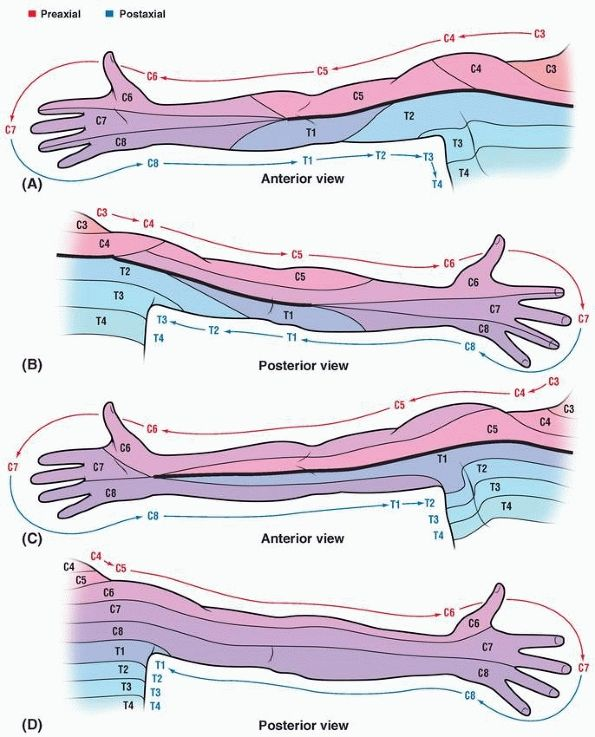 Preaxial Postaxial
C3
C4
C3
C4
C5
C6
C5
C6
C7
C7
C8
T1
T2
T3
T4
C8
T1
T2
T3
T4
(A)
Anterior view
C3
C4
C3
C4
C5
C6
C5
C6
T2
T3
T4
T1
C7
C8
C7
T3
T4
T2
T1
C8
(B)
Posterior view
C3
C4
C5
C6
C3
C4
C5
C6
C7
C7
C8
T1
T2
T3
T4
C8
T1
T2
T3
T4
(C)
Anterior view
C4
C5
C4
C5
C6
C7
C8
T1
T2
T3
T4
C6
C6
C7
C8
C7
T1
T2
T3
T4
C8
(D)
Posterior view